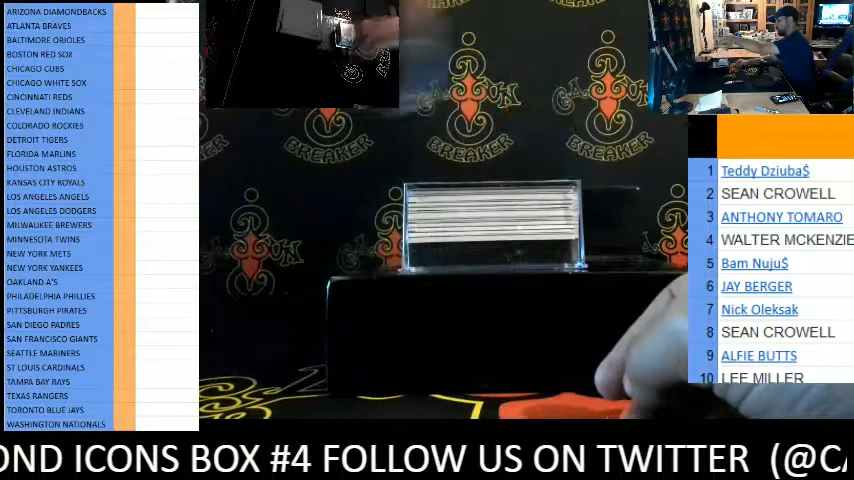 ARIZONA DIAMONDBACKS
ATLANTA BRAVES
BALTIMORE ORIOLES
BOSTON RED SOX
CHICAGO CUBS
CHICAGO WHITE SOX
CINCINNATI REDS
CLEVELAND INDIANS
COLORADO ROCKIES
DETROIT TIGERS
FLORIDA MARLINS
HOUSTON ASTROS
KANSAS CITY ROYALS
LOS ANGELES ANGELS
LOS ANGELES DODGERS
MILWAUKEE BREWERS
MINNESOTA TWINS
NEW YORK METS
NEW YORK YANKEES
OAKLAND A'S
PHILADELPHIA PHILLIES
PITTSBURGH PIRATES
SAN DIEGO PADRES
SAN FRANCISCO GIANTS
SEATTLE MARINERS
ST LOUIS CARDINALS
TAMPA BAY RAYS
TEXAS RANGERS
TORONTO BLUE JAYS
WASHINGTON NATIONALS
CAJUN
BREAKER
CAJUN
BREAKER
BREAKER
BREAKER
1 Teddy Dziuba$
2 SEAN CROWELL
3 ANTHONY TOMARO
4 WALTER MCKENZIE
5 Bam Nuju$
6 JAY BERGER
7 Nick Oleksak
8 SEAN CROWELL
9 ALFIE BUTTS
10 LEE MILLER
OND ICONS BOX #4 FOLLOW US ON TWITTER (@CA